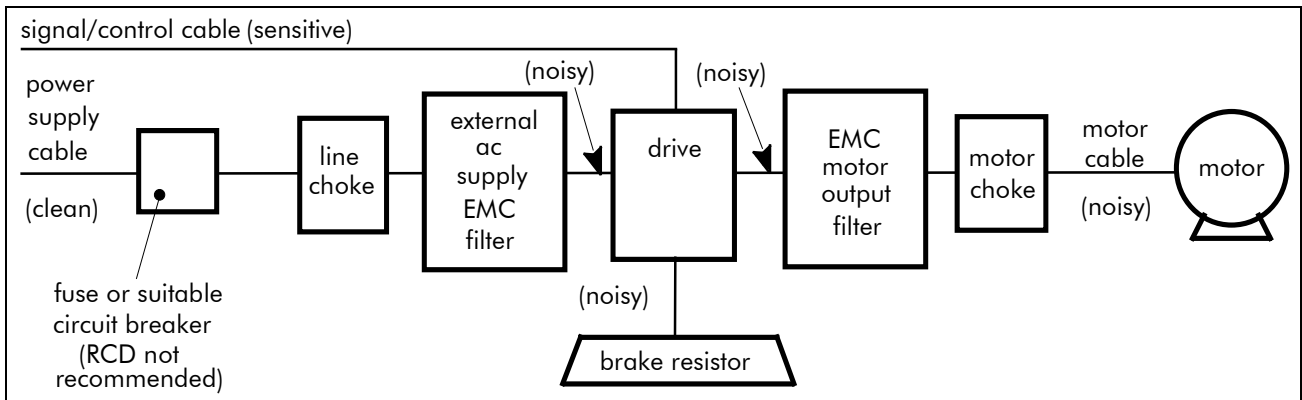 signal/control cable (sensitive)
power
supply
cable
(clean)
fuse or suitable
circuit breaker
(RCD not
recommended)
line
choke
external
ac
supply
EMC
filter
(noisy)
drive
(noisy)
(noisy)
brake resistor
EMC
motor
output
filter
motor
choke
motor
cable
(noisy)
motor